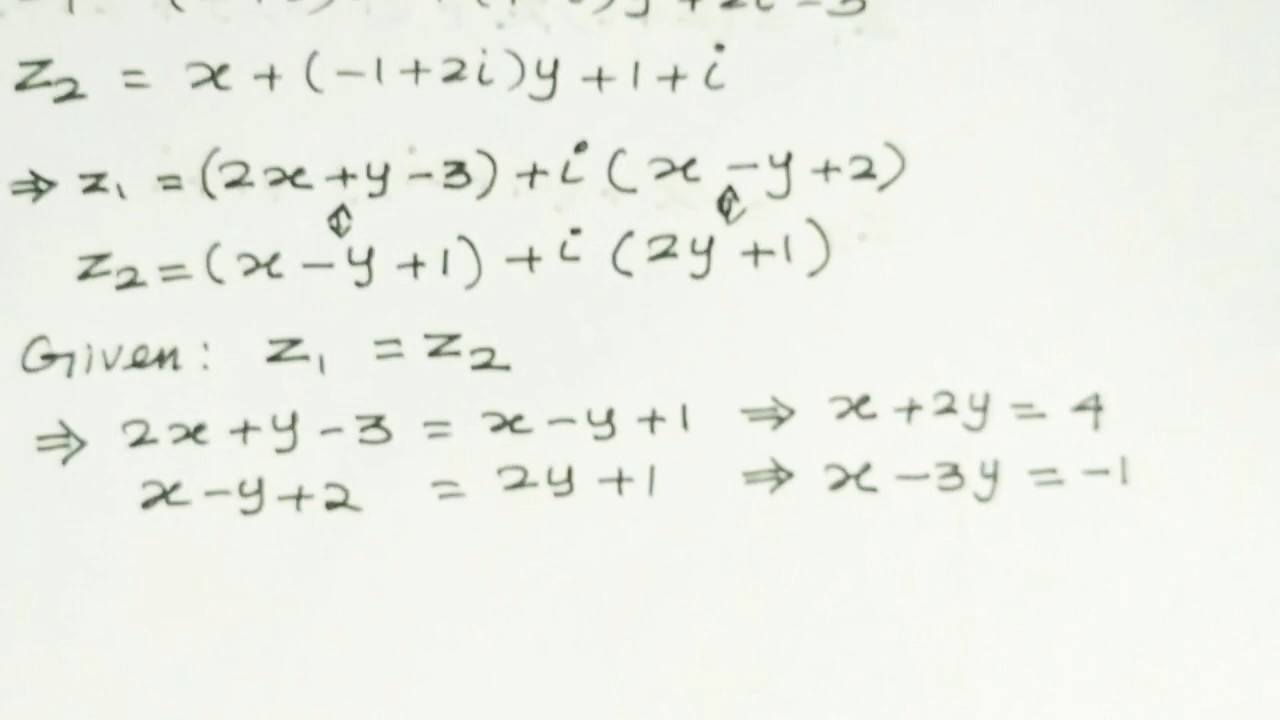 z₂ = x + (-1+2i)y + 1 + i
⇒ z₁ = (2x+y-3) + i (x-y+2)
z₂ = (x-y+1) + i (2y+1)
Given: z₁ = z₂
⇒ 2x+y-3 = x-y+1 ⇒ x+2y = 4
x-y+2 = 2y+1 ⇒ x-3y = -1